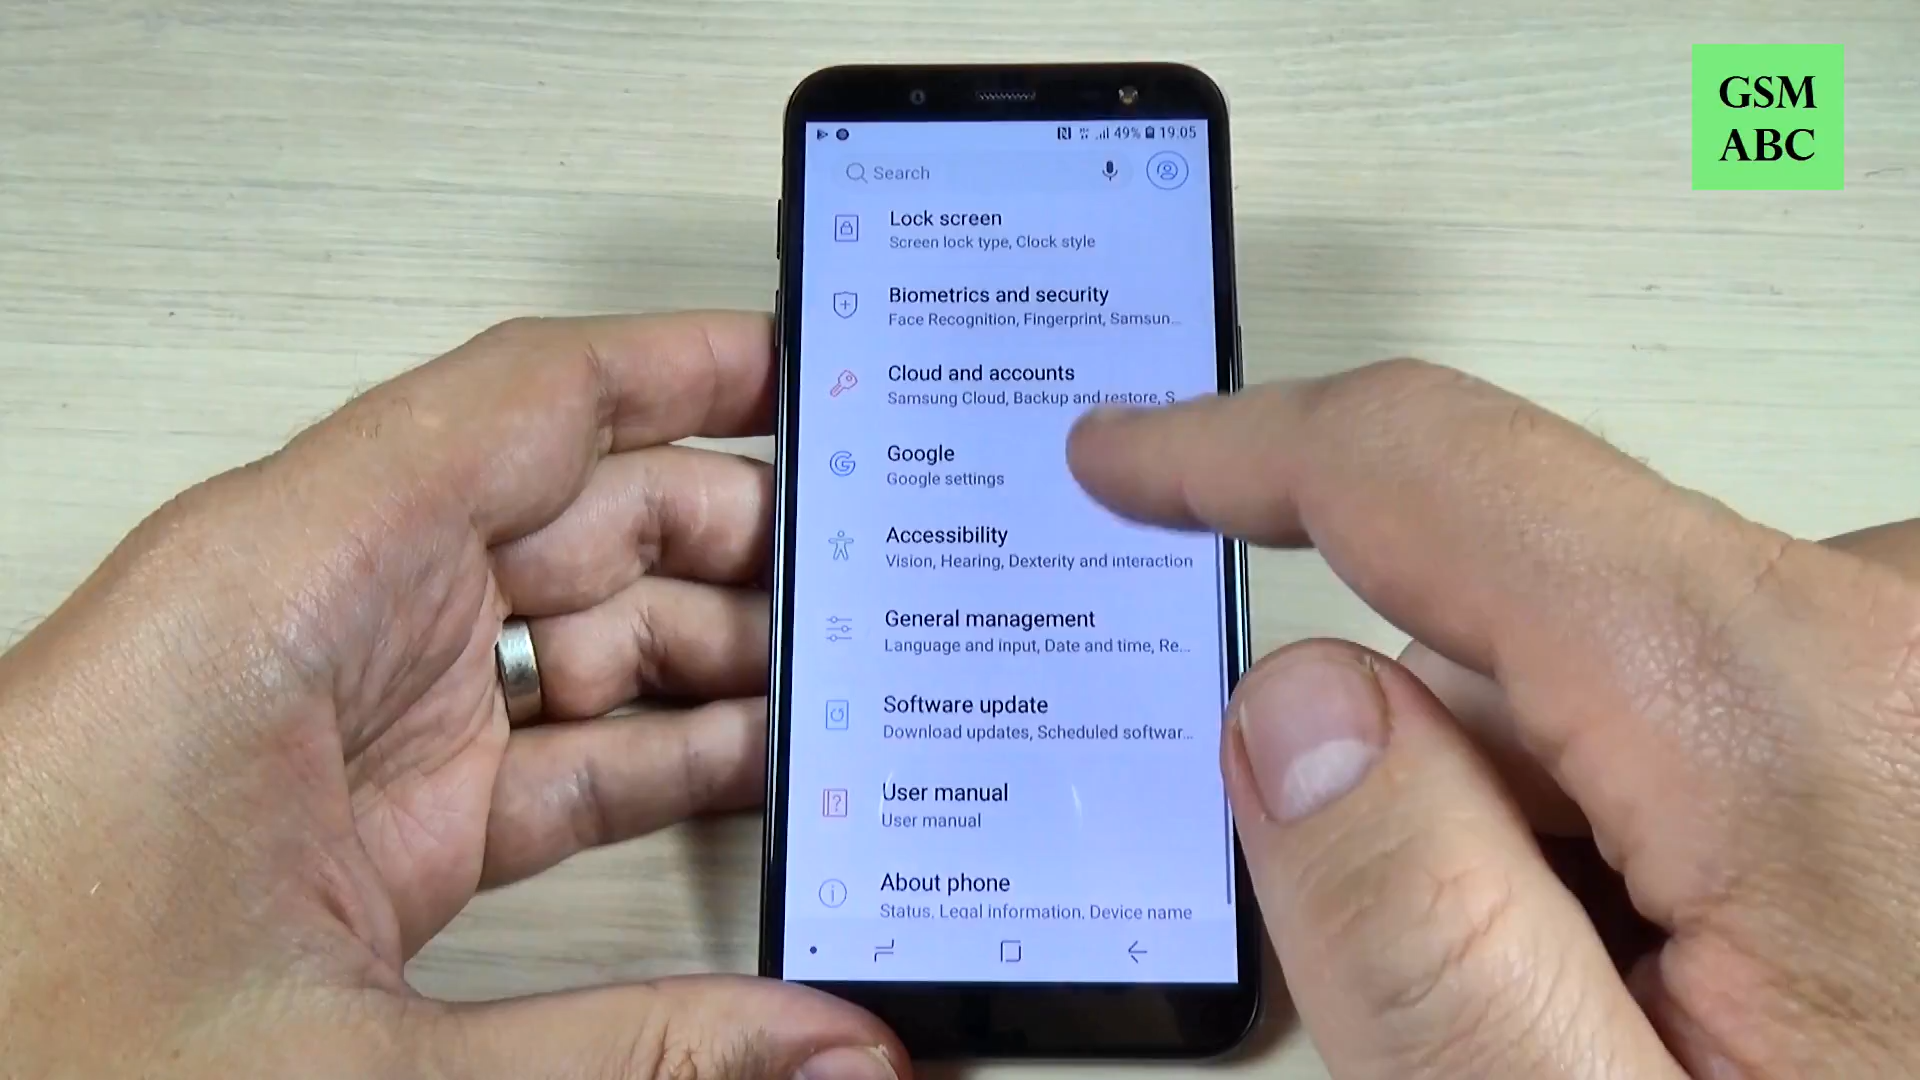 GSM
ABC
49% 19:05
Search
Lock screen
Screen lock type, Clock style
Biometrics and security
Face Recognition, Fingerprint, Samsun...
Cloud and accounts
Samsung Cloud, Backup and restore, S...
Google
Google settings
Accessibility
Vision, Hearing, Dexterity and interaction
General management
Language and input, Date and time, Re...
Software update
Download updates, Scheduled softwar...
User manual
User manual
About phone
Status, Legal information, Device name